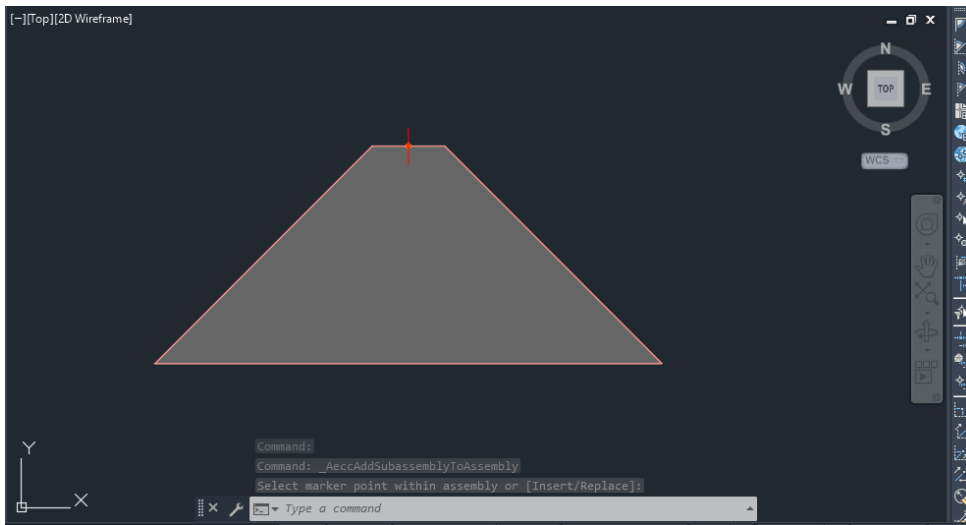 [−][Top][2D Wireframe]
N
W
TOP
E
S
WCS
Y
X
Command:
Command: _AeccAddSubassemblyToAssembly
Select marker point within assembly or [Insert/Replace]:
Type a command